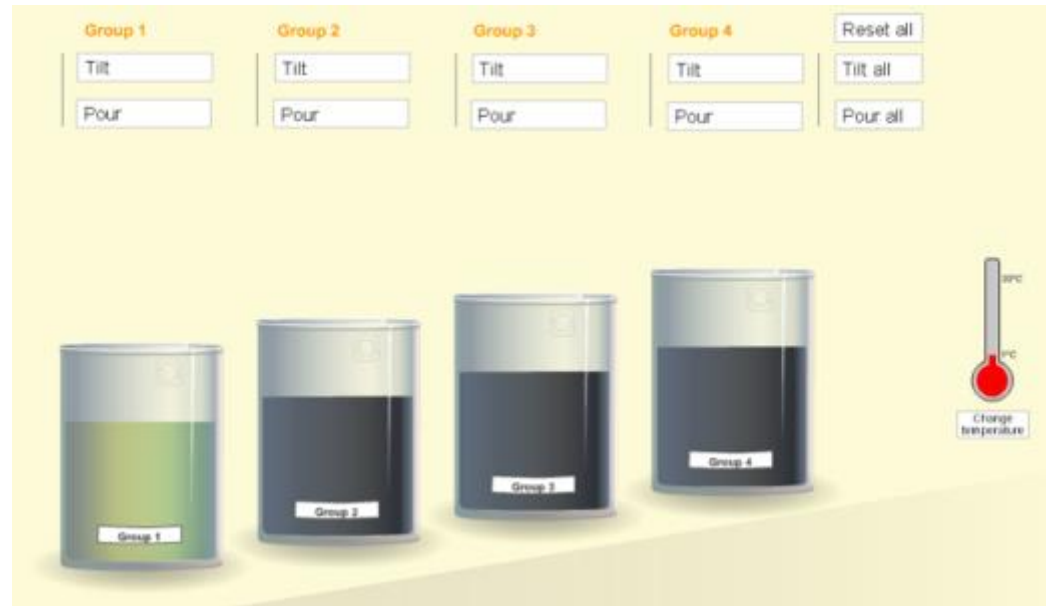 Group 1
Group 2
Group 3
Group 4
Reset all
Tilt
Tilt
Tilt
Tilt
Tilt all
Pour
Pour
Pour
Pour
Pour all
Group 4
Group 3
Group 2
Group 1
Change
temperature